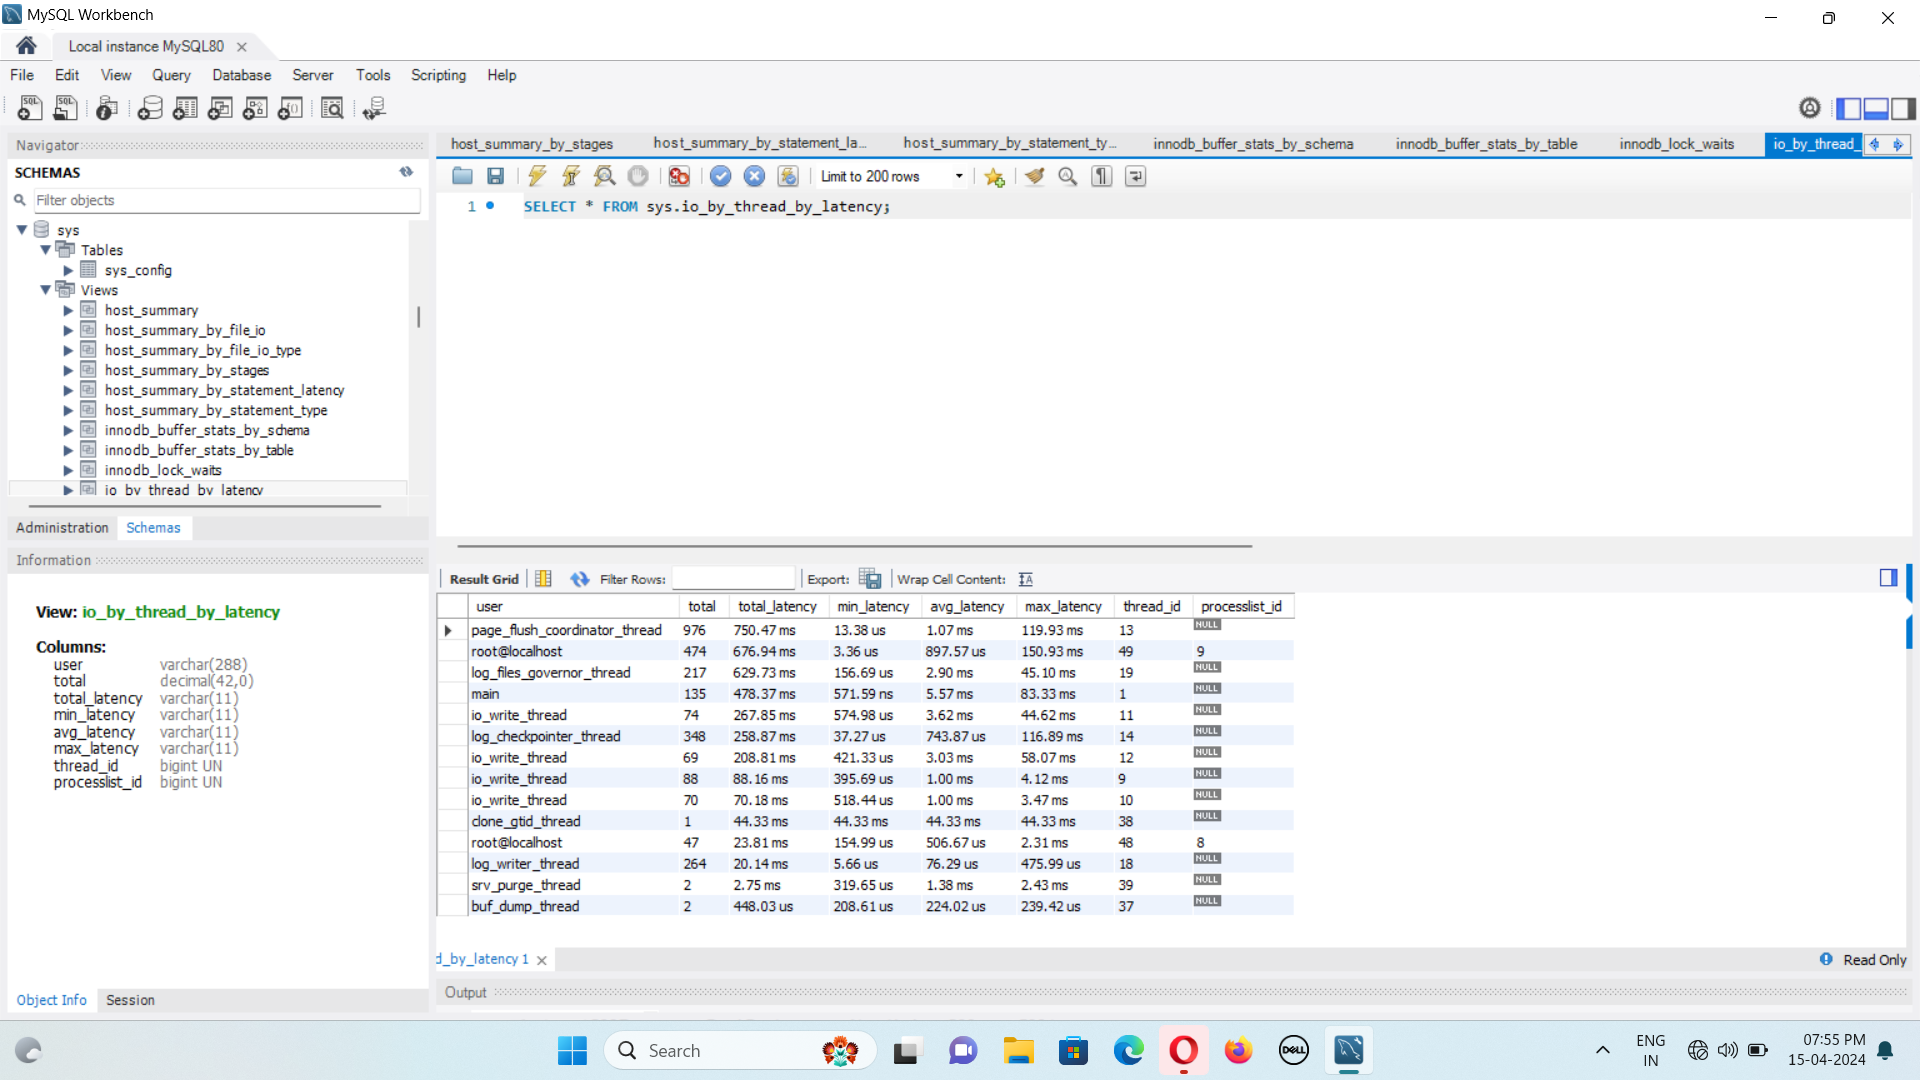 MySQL Workbench
Local instance MySQL80
File Edit View Query Database Server Tools Scripting Help
Navigator
SCHEMAS
Filter objects
sys
Tables
sys_config
Views
host_summary
host_summary_by_file_io
host_summary_by_file_io_type
host_summary_by_stages
host_summary_by_statement_latency
host_summary_by_statement_type
innodb_buffer_stats_by_schema
innodb_buffer_stats_by_table
innodb_lock_waits
io_by_thread_by_latency
Administration Schemas
Information
View: io_by_thread_by_latency
Columns:
user varchar(288)
total decimal(42,0)
total_latency varchar(11)
min_latency varchar(11)
avg_latency varchar(11)
max_latency varchar(11)
thread_id bigint UN
processlist_id bigint UN
Object Info Session
host_summary_by_stages host_summary_by_statement_la... host_summary_by_statement_ty... innodb_buffer_stats_by_schema innodb_buffer_stats_by_table innodb_lock_waits io_by_thread_
Limit to 200 rows
1 SELECT * FROM sys.io_by_thread_by_latency;
Result Grid Filter Rows: Export: Wrap Cell Content:
user total total_latency min_latency avg_latency max_latency thread_id processlist_id
page_flush_coordinator_thread 976 750.47 ms 13.38 us 1.07 ms 119.93 ms 13 NULL
root@localhost 474 676.94 ms 3.36 us 897.57 us 150.93 ms 49 9
log_files_governor_thread 217 629.73 ms 156.69 us 2.90 ms 45.10 ms 19 NULL
main 135 478.37 ms 571.59 ns 5.57 ms 83.33 ms 1 NULL
io_write_thread 74 267.85 ms 574.98 us 3.62 ms 44.62 ms 11 NULL
log_checkpointer_thread 348 258.87 ms 37.27 us 743.87 us 116.89 ms 14 NULL
io_write_thread 69 208.81 ms 421.33 us 3.03 ms 58.07 ms 12 NULL
io_write_thread 88 88.16 ms 395.69 us 1.00 ms 4.12 ms 9 NULL
io_write_thread 70 70.18 ms 518.44 us 1.00 ms 3.47 ms 10 NULL
clone_gtid_thread 1 44.33 ms 44.33 ms 44.33 ms 44.33 ms 38 NULL
root@localhost 47 23.81 ms 154.99 us 506.67 us 2.31 ms 48 8
log_writer_thread 264 20.14 ms 5.66 us 76.29 us 475.99 us 18 NULL
srv_purge_thread 2 2.75 ms 319.65 us 1.38 ms 2.43 ms 39 NULL
buf_dump_thread 2 448.03 us 208.61 us 224.02 us 239.42 us 37 NULL
d_by_latency 1
Read Only
Output
Search
DELL
ENG
IN
07:55 PM
15-04-2024